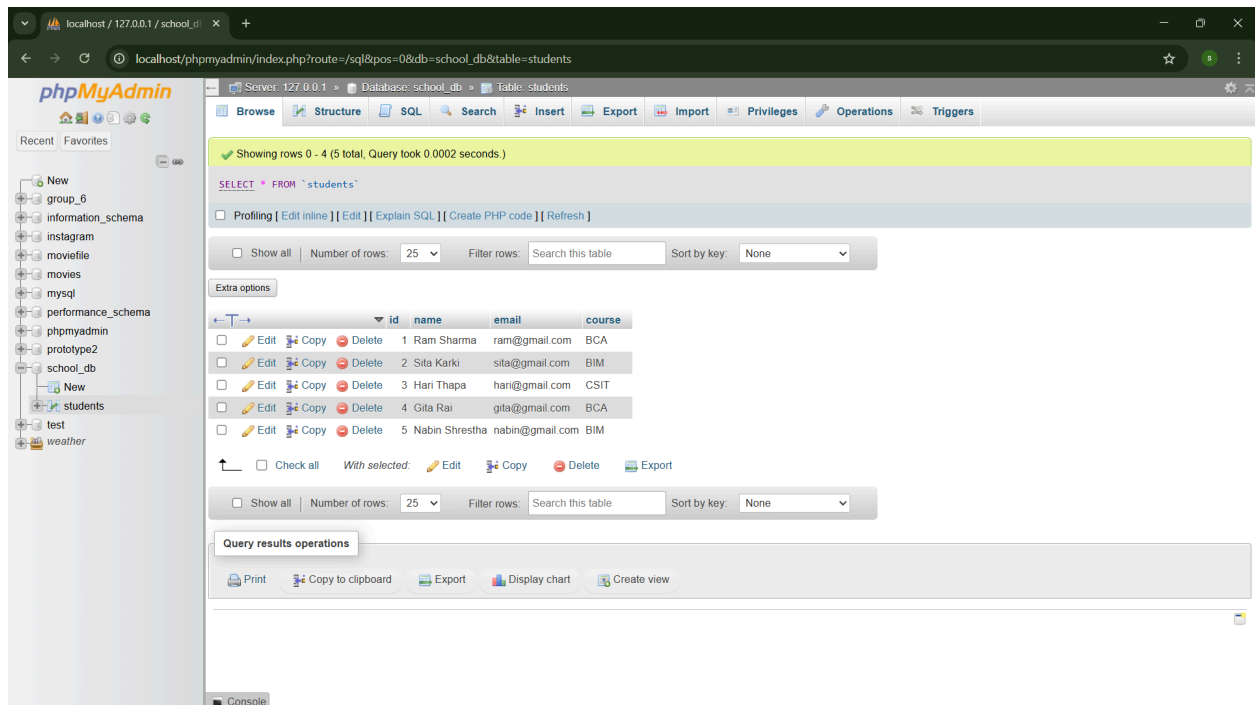 localhost / 127.0.0.1 / school_d
localhost/phpmyadmin/index.php?route=/sql&pos=0&db=school_db&table=students
s
phpMyAdmin
Recent Favorites
New
group_6
information_schema
instagram
moviefile
movies
mysql
performance_schema
phpmyadmin
prototype2
school_db
New
students
test
weather
Server: 127.0.0.1 » Database: school_db » Table: students
Browse Structure SQL Search Insert Export Import Privileges Operations Triggers
Showing rows 0 - 4 (5 total, Query took 0.0002 seconds.)
SELECT * FROM `students`
Profiling [ Edit inline ] [ Edit ] [ Explain SQL ] [ Create PHP code ] [ Refresh ]
Show all | Number of rows: 25 Filter rows: Search this table Sort by key: None
Extra options
←T→ id name email course
Edit Copy Delete 1 Ram Sharma ram@gmail.com BCA
Edit Copy Delete 2 Sita Karki sita@gmail.com BIM
Edit Copy Delete 3 Hari Thapa hari@gmail.com CSIT
Edit Copy Delete 4 Gita Rai gita@gmail.com BCA
Edit Copy Delete 5 Nabin Shrestha nabin@gmail.com BIM
Check all With selected: Edit Copy Delete Export
Show all | Number of rows: 25 Filter rows: Search this table Sort by key: None
Query results operations
Print Copy to clipboard Export Display chart Create view
Console